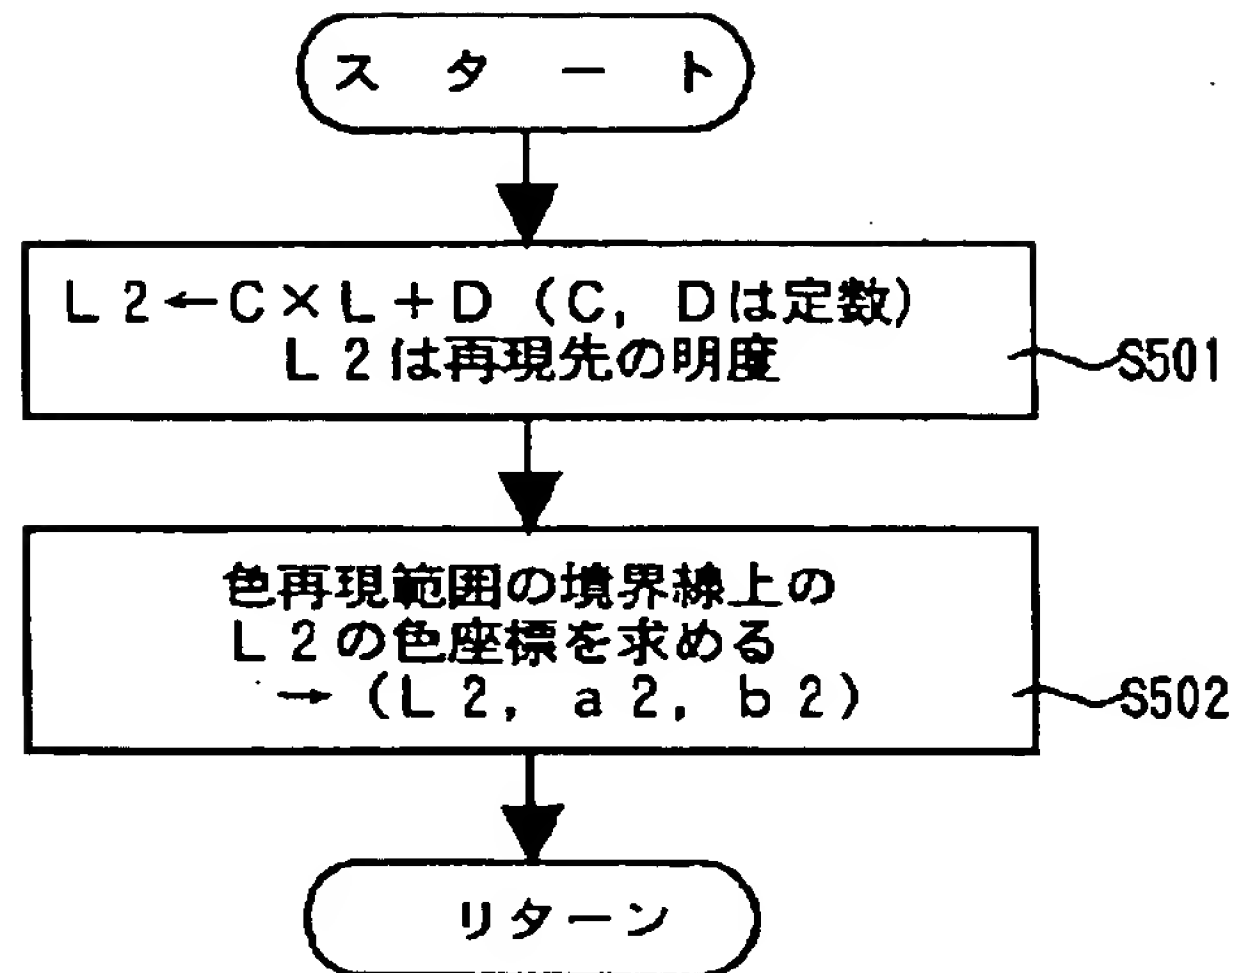 スタート
L2←C×L+D(C, Dは定数)
L2は再現先の明度
S501
色再現範囲の境界線上の
L2の色座標を求める
→(L2, a2, b2)
S502
リターン